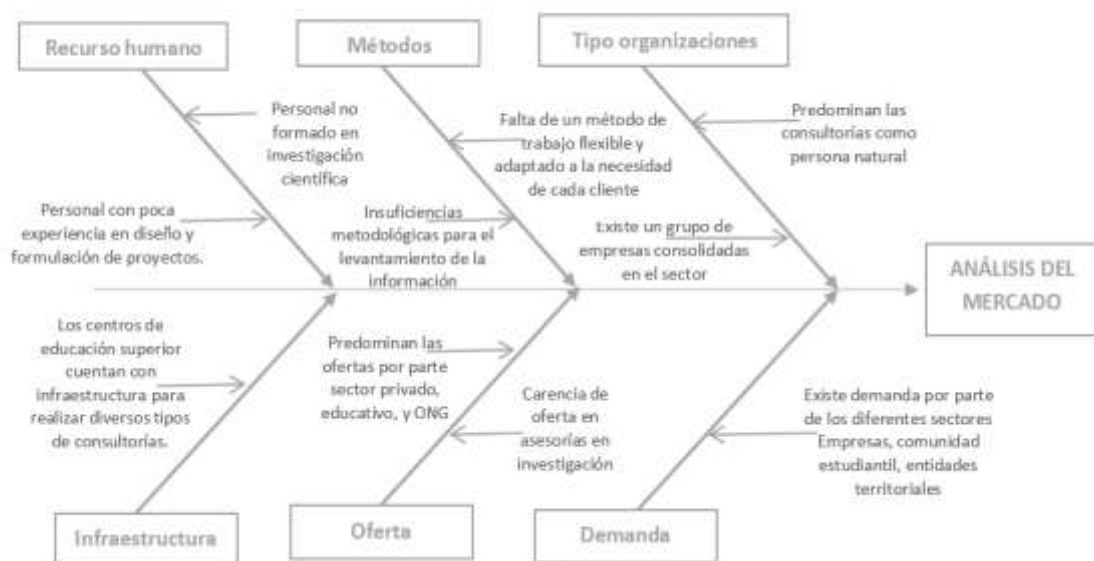 Recurso humano
Métodos
Tipo organizaciones
Personal no
formado en
investigación
científica
Falta de un método de
trabajo flexible y
adaptado a la necesidad
de cada cliente
Predominan las
consultorías como
persona natural
Personal con poca
experiencia en diseño y
formulación de proyectos.
Insuficiencias
metodológicas para el
levantamiento de la
información
Existe un grupo de
empresas consolidadas
en el sector
ANÁLISIS DEL
MERCADO
Los centros de
educación superior
cuentan con
infraestructura para
realizar diversos tipos
de consultorías.
Predominan las
ofertas por parte
sector privado,
educativo, y ONG
Carencia de
oferta en
asesorías en
investigación
Existe demanda por parte
de los diferentes sectores
Empresas, comunidad
estudiantil, entidades
territoriales
Infraestructura
Oferta
Demanda